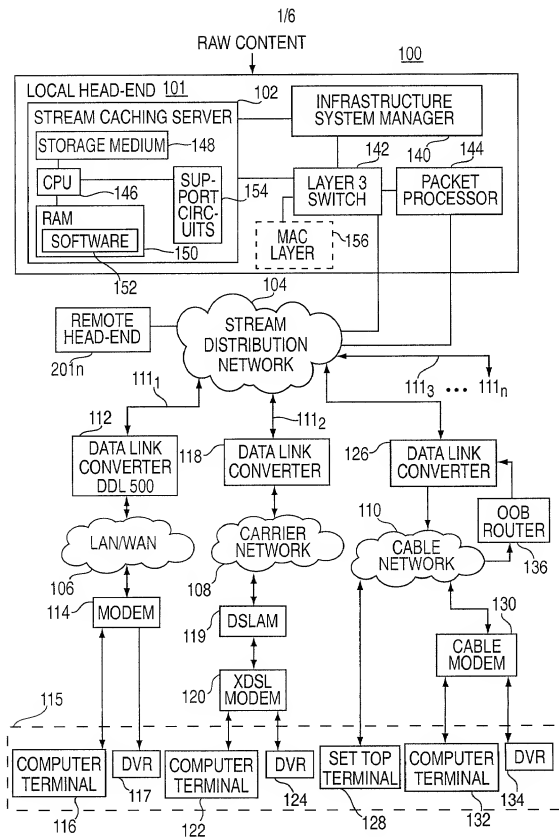 1/6
RAW CONTENT
100
LOCAL HEAD-END 101
102
STREAM CACHING SERVER
STORAGE MEDIUM
148
CPU
146
RAM
SOFTWARE
150
152
SUP-
PORT
CIRC-
UITS
154
INFRASTRUCTURE
SYSTEM MANAGER
140
142
LAYER 3
SWITCH
144
PACKET
PROCESSOR
MAC
LAYER
156
104
REMOTE
HEAD-END
201n
STREAM
DISTRIBUTION
NETWORK
111₁
111₂
111₃ ••• 111ₙ
112
DATA LINK
CONVERTER
DDL 500
118
DATA LINK
CONVERTER
126
DATA LINK
CONVERTER
LAN/WAN
106
CARRIER
NETWORK
108
110
CABLE
NETWORK
OOB
ROUTER
136
114
MODEM
119
DSLAM
130
CABLE
MODEM
120
XDSL
MODEM
115
COMPUTER
TERMINAL
116
DVR
117
COMPUTER
TERMINAL
122
DVR
124
SET TOP
TERMINAL
128
COMPUTER
TERMINAL
132
DVR
134